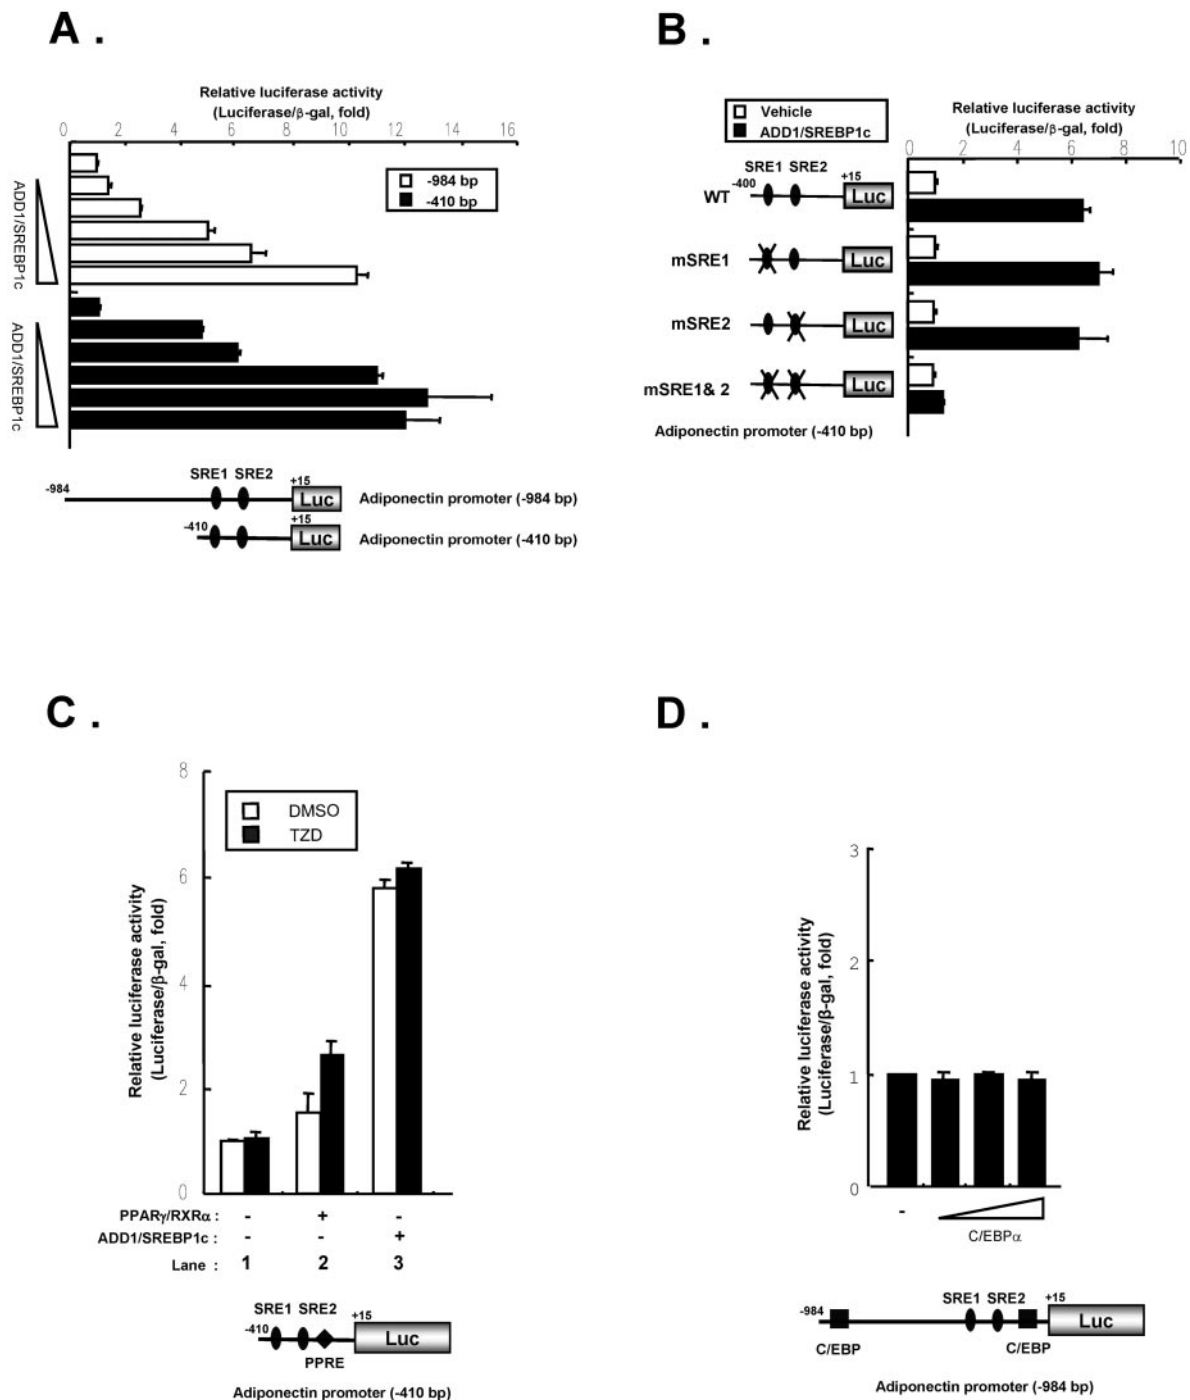 A .
Relative luciferase activity
(Luciferase/β-gal, fold)
0 2 4 6 8 10 12 14 16
-984 bp
-410 bp
ADD1/SREBP1c
ADD1/SREBP1c
SRE1 SRE2
-984 +15
Luc Adiponectin promoter (-984 bp)
-410 +15
Luc Adiponectin promoter (-410 bp)
B .
Vehicle
ADD1/SREBP1c
Relative luciferase activity
(Luciferase/β-gal, fold)
0 2 4 6 8 10
SRE1 SRE2
-400 +15
WT Luc
mSRE1 Luc
mSRE2 Luc
mSRE1& 2 Luc
Adiponectin promoter (-410 bp)
C .
Relative luciferase activity
(Luciferase/β-gal, fold)
8
6
4
2
0
DMSO
TZD
PPARγ/RXRα : - + -
ADD1/SREBP1c : - - +
Lane : 1 2 3
SRE1 SRE2 +15
-410 Luc
PPRE
Adiponectin promoter (-410 bp)
D .
Relative luciferase activity
(Luciferase/β-gal, fold)
3
2
1
0
-
C/EBPα
SRE1 SRE2 +15
-984 Luc
C/EBP C/EBP
Adiponectin promoter (-984 bp)